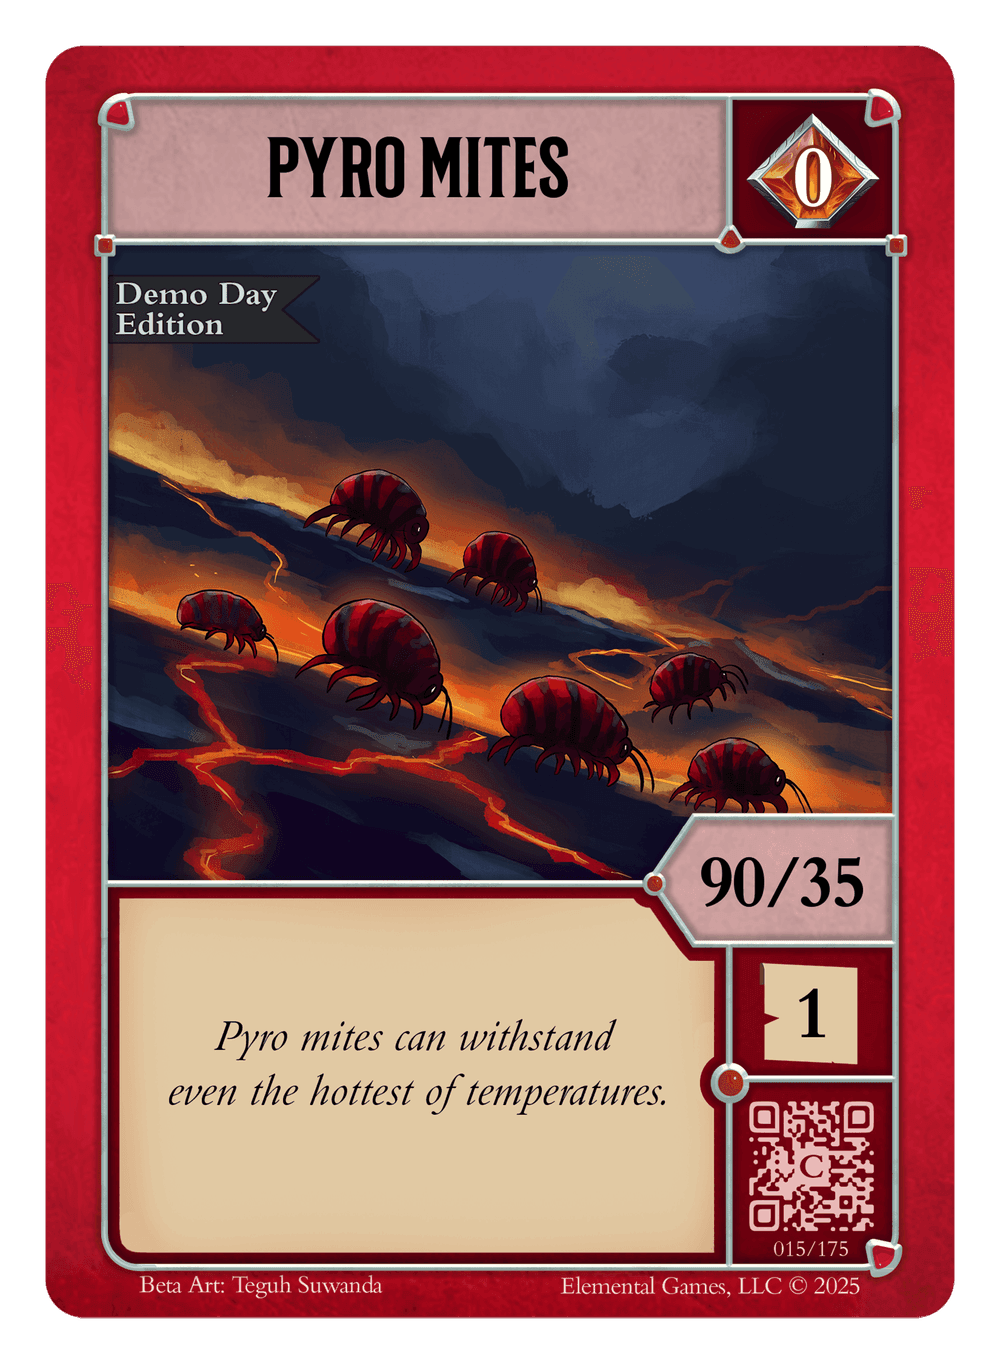 PYRO MITES
0
Demo Day
Edition
90/35
Pyro mites can withstand
even the hottest of temperatures.
1
C
015/175
Beta Art: Teguh Suwanda
Elemental Games, LLC © 2025